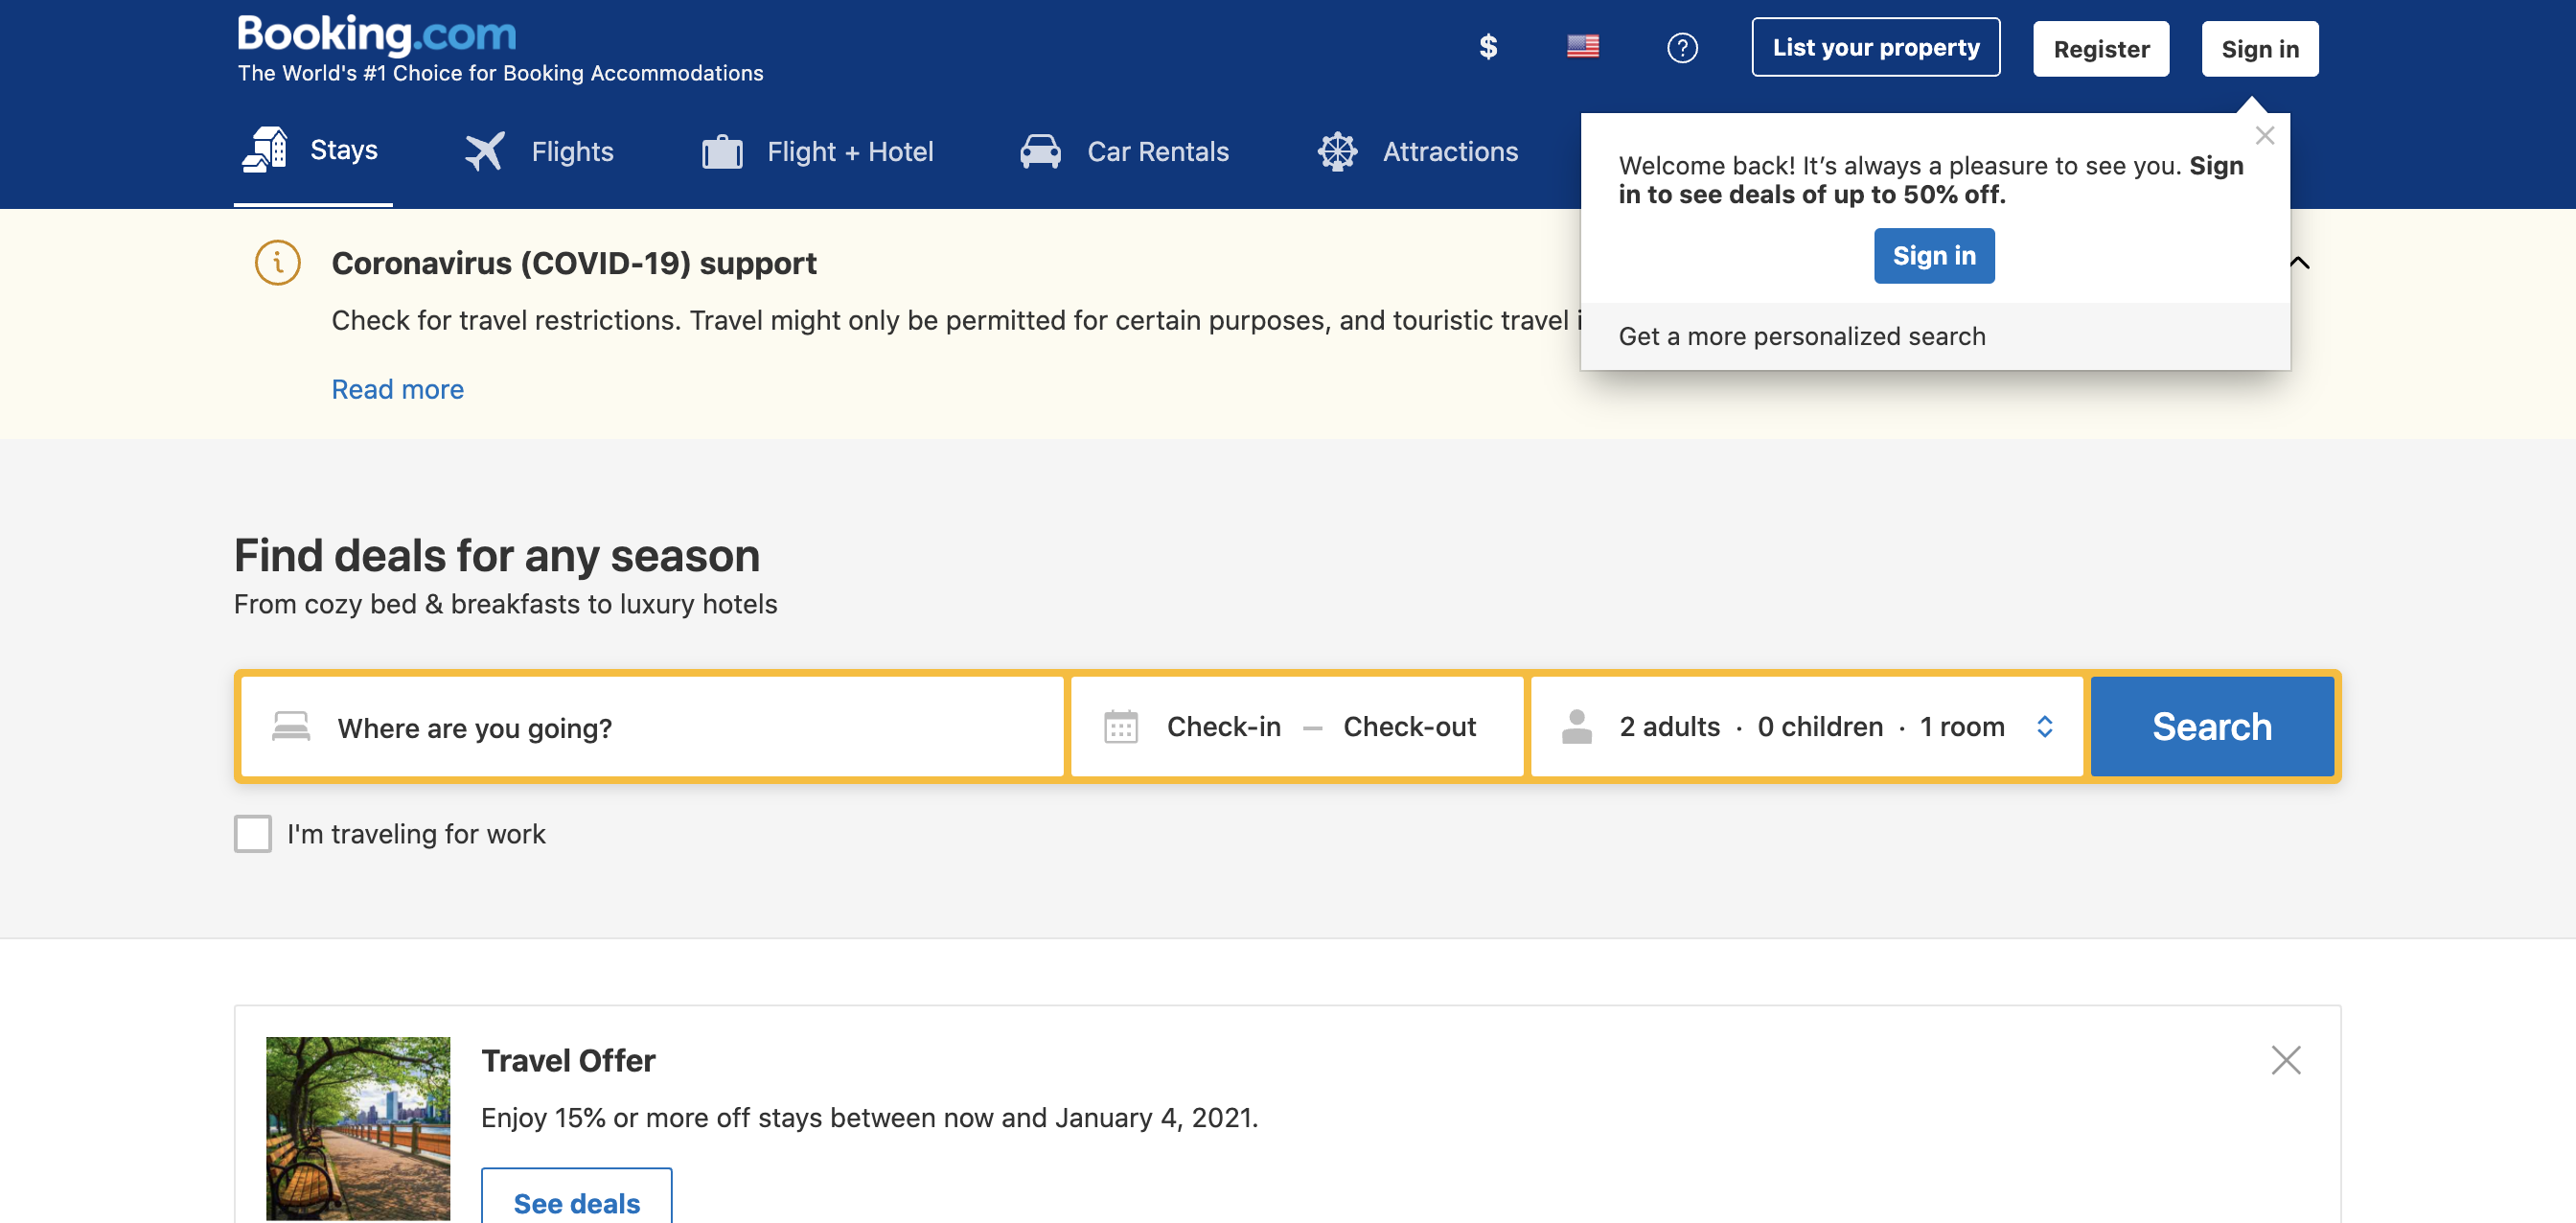 Booking.com
The World's #1 Choice for Booking Accommodations
$
?
List your property
Register
Sign in
Stays
Flights
Flight + Hotel
Car Rentals
Attractions
Welcome back! It’s always a pleasure to see you. Sign
in to see deals of up to 50% off.
Sign in
Get a more personalized search
i
Coronavirus (COVID-19) support
Check for travel restrictions. Travel might only be permitted for certain purposes, and touristic travel
Read more
Find deals for any season
From cozy bed & breakfasts to luxury hotels
Where are you going?
Check-in — Check-out
2 adults · 0 children · 1 room
Search
I'm traveling for work
Travel Offer
Enjoy 15% or more off stays between now and January 4, 2021.
See deals